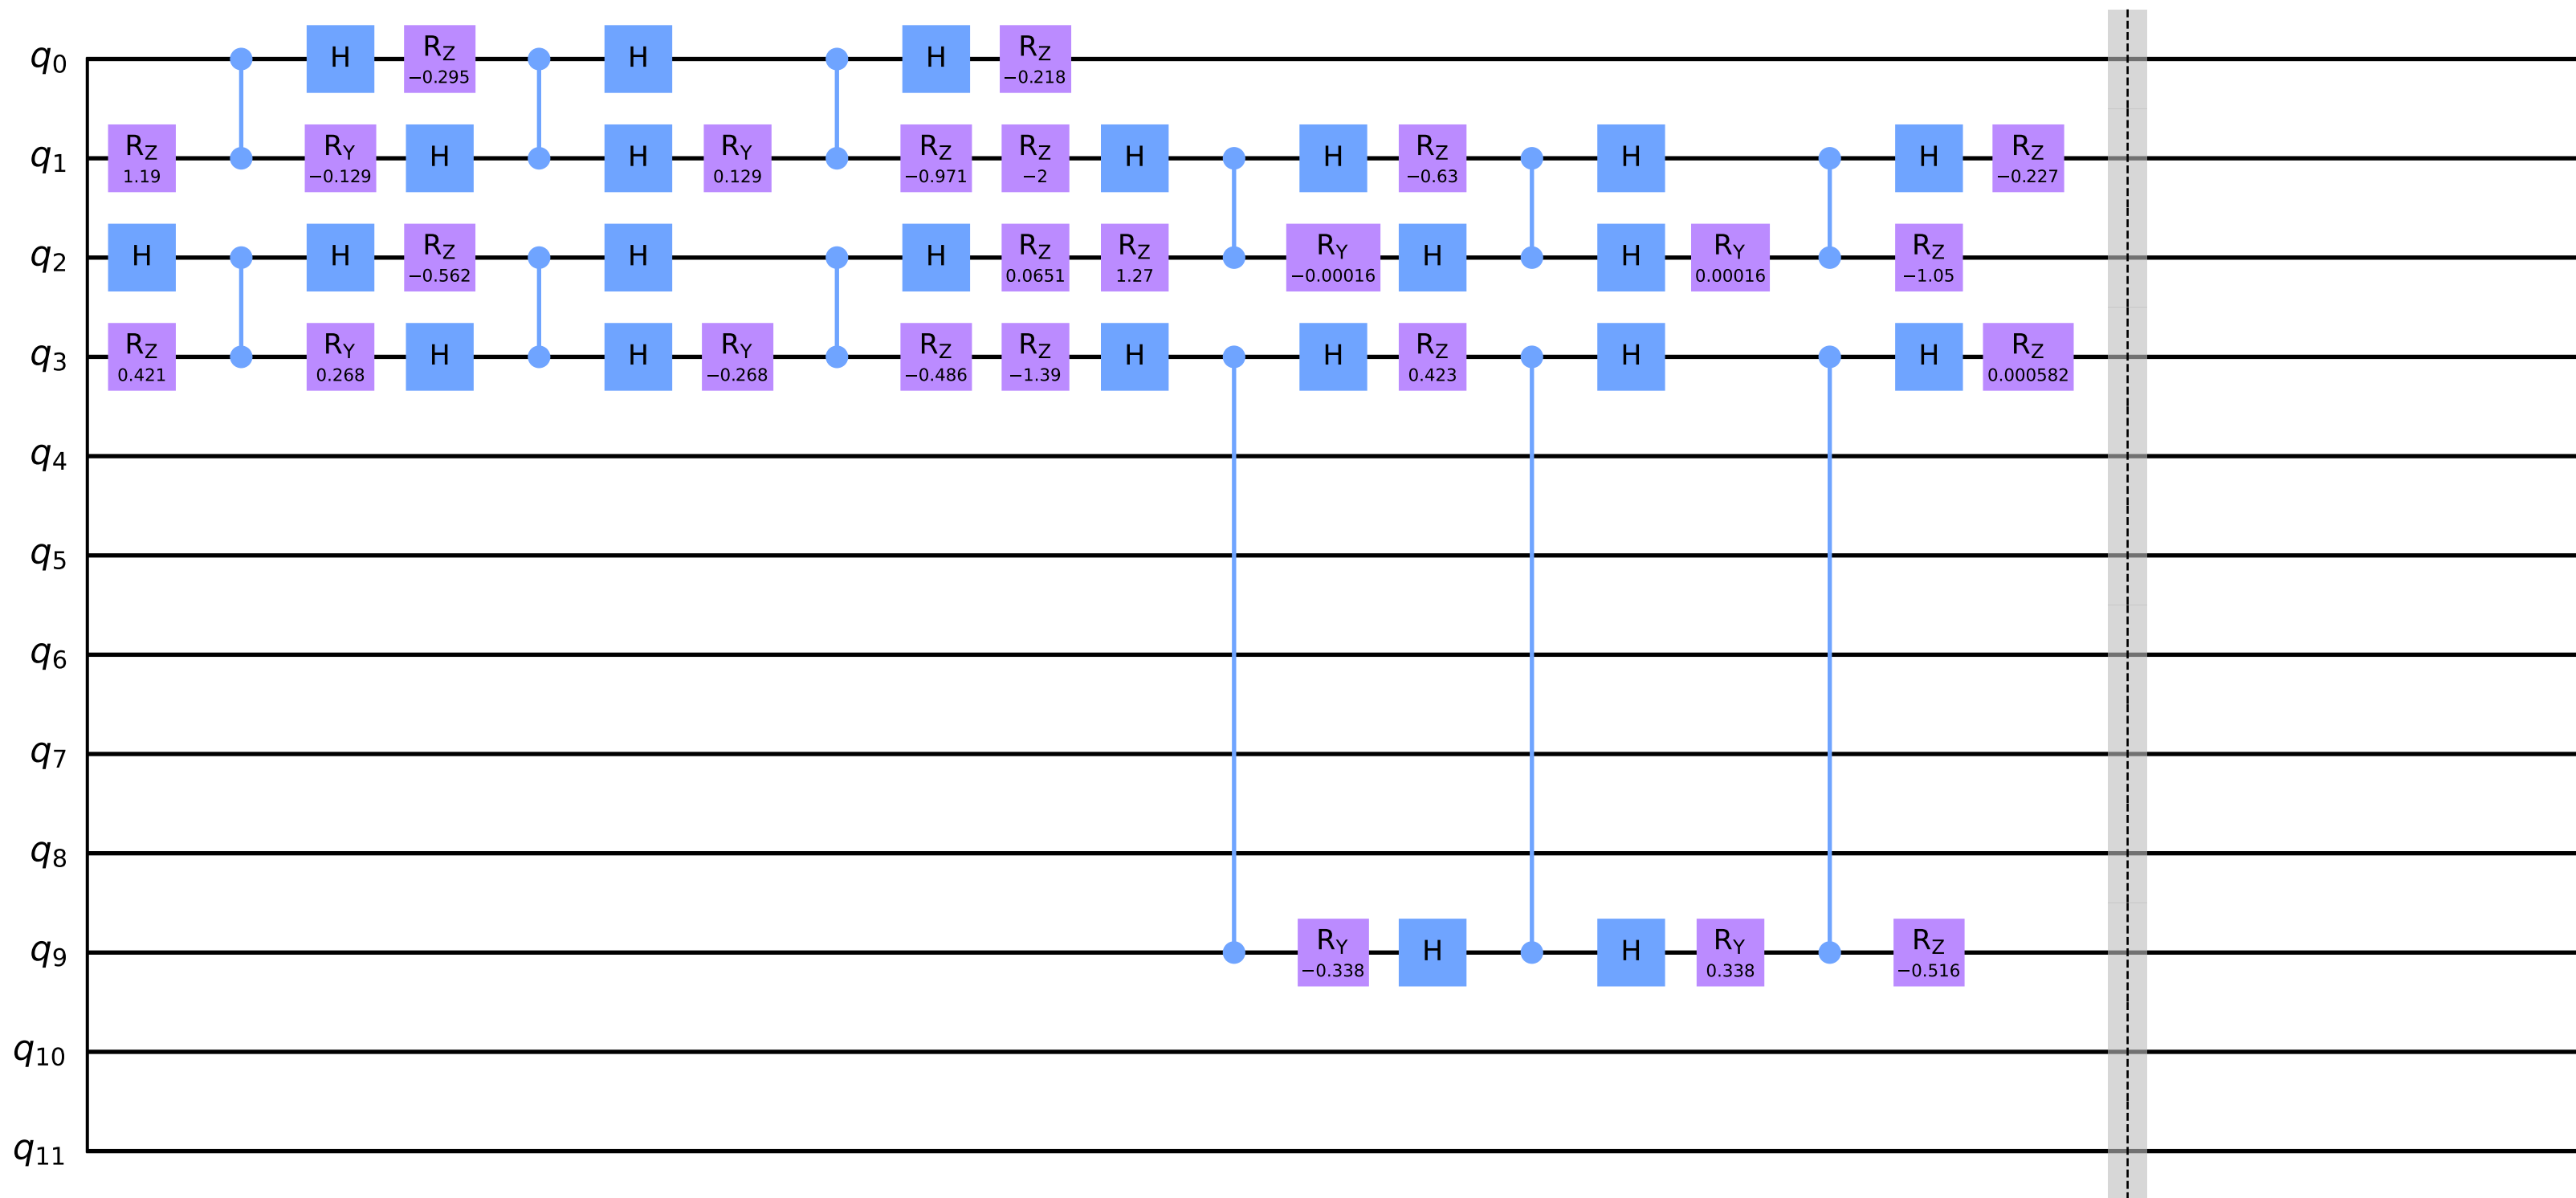 q0 H RZ −0.295 H H RZ −0.218
q1 RZ 1.19 RY −0.129 H H RY 0.129 RZ −0.971 RZ −2 H H RZ −0.63 H H RZ −0.227
q2 H H RZ −0.562 H H RZ 0.0651 RZ 1.27 RY −0.00016 H H RY 0.00016 RZ −1.05
q3 RZ 0.421 RY 0.268 H H RY −0.268 RZ −0.486 RZ −1.39 H H RZ 0.423 H H RZ 0.000582
q4
q5
q6
q7
q8
q9 RY −0.338 H H RY 0.338 RZ −0.516
q10
q11